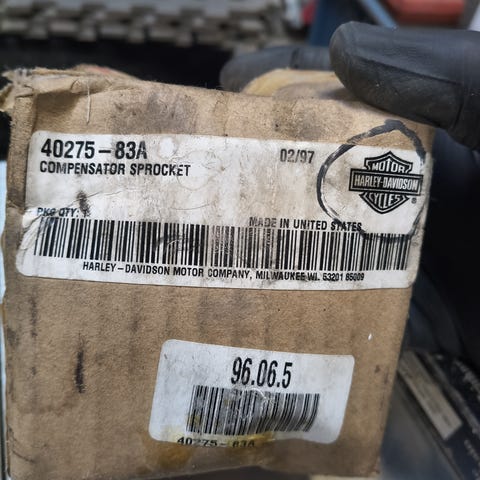 40275-83A 02/97
COMPENSATOR SPROCKET
MOTOR
HARLEY-DAVIDSON
CYCLES
®
PKG QTY:
MADE IN UNITED STATES
HARLEY-DAVIDSON MOTOR COMPANY, MILWAUKEE WI. 53201 85009
96.06.5
40275-83A